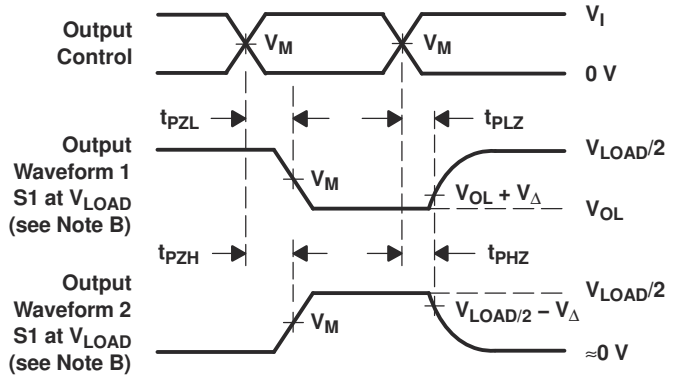 Output
Control
V_M
V_M
V_I
0 V
t_PZL
t_PLZ
Output
Waveform 1
S1 at V_LOAD
(see Note B)
V_M
V_OL + V_Δ
V_LOAD/2
V_OL
t_PZH
t_PHZ
Output
Waveform 2
S1 at V_LOAD
(see Note B)
V_M
V_LOAD/2 − V_Δ
V_LOAD/2
≈0 V